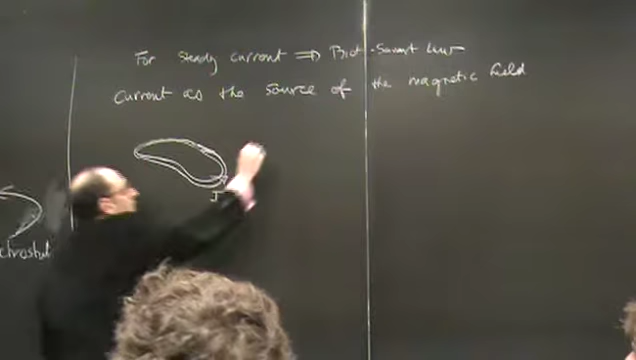 For steady current ⇒ Biot-Savart law
current as the source of the magnetic field
J